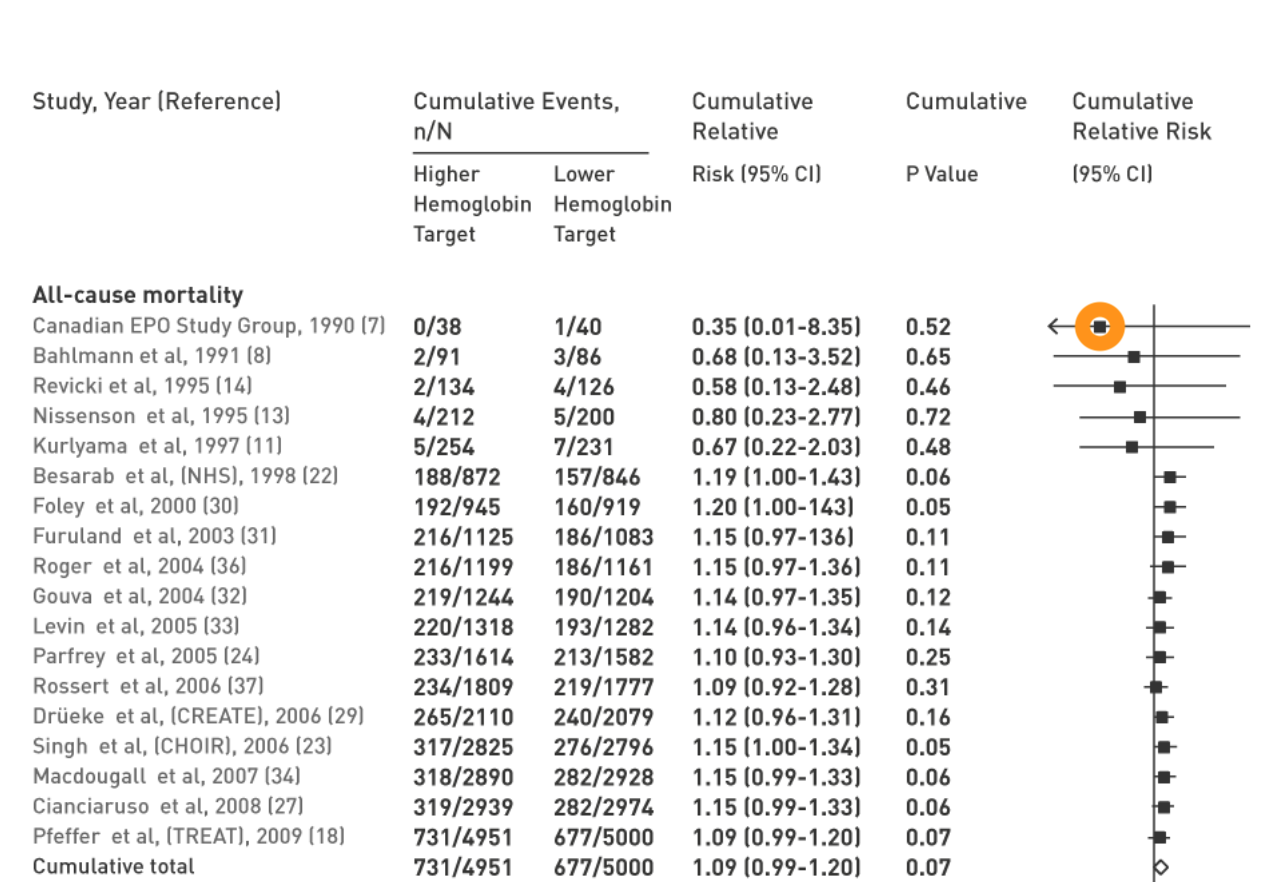 Study, Year (Reference) Cumulative Events, Cumulative Cumulative Cumulative
n/N Relative Relative Risk
Higher Lower Risk (95% CI) P Value (95% CI)
Hemoglobin Hemoglobin
Target Target
All-cause mortality
Canadian EPO Study Group, 1990 (7) 0/38 1/40 0.35 (0.01-8.35) 0.52
Bahlmann et al, 1991 (8) 2/91 3/86 0.68 (0.13-3.52) 0.65
Revicki et al, 1995 (14) 2/134 4/126 0.58 (0.13-2.48) 0.46
Nissenson et al, 1995 (13) 4/212 5/200 0.80 (0.23-2.77) 0.72
Kurlyama et al, 1997 (11) 5/254 7/231 0.67 (0.22-2.03) 0.48
Besarab et al, (NHS), 1998 (22) 188/872 157/846 1.19 (1.00-1.43) 0.06
Foley et al, 2000 (30) 192/945 160/919 1.20 (1.00-143) 0.05
Furuland et al, 2003 (31) 216/1125 186/1083 1.15 (0.97-136) 0.11
Roger et al, 2004 (36) 216/1199 186/1161 1.15 (0.97-1.36) 0.11
Gouva et al, 2004 (32) 219/1244 190/1204 1.14 (0.97-1.35) 0.12
Levin et al, 2005 (33) 220/1318 193/1282 1.14 (0.96-1.34) 0.14
Parfrey et al, 2005 (24) 233/1614 213/1582 1.10 (0.93-1.30) 0.25
Rossert et al, 2006 (37) 234/1809 219/1777 1.09 (0.92-1.28) 0.31
Drüeke et al, (CREATE), 2006 (29) 265/2110 240/2079 1.12 (0.96-1.31) 0.16
Singh et al, (CHOIR), 2006 (23) 317/2825 276/2796 1.15 (1.00-1.34) 0.05
Macdougall et al, 2007 (34) 318/2890 282/2928 1.15 (0.99-1.33) 0.06
Cianciaruso et al, 2008 (27) 319/2939 282/2974 1.15 (0.99-1.33) 0.06
Pfeffer et al, (TREAT), 2009 (18) 731/4951 677/5000 1.09 (0.99-1.20) 0.07
Cumulative total 731/4951 677/5000 1.09 (0.99-1.20) 0.07